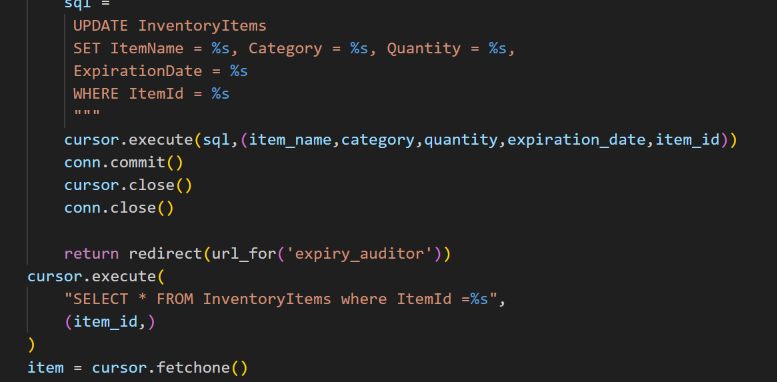 sql =
UPDATE InventoryItems
SET ItemName = %s, Category = %s, Quantity = %s,
ExpirationDate = %s
WHERE ItemId = %s
"""
cursor.execute(sql,(item_name,category,quantity,expiration_date,item_id))
conn.commit()
cursor.close()
conn.close()
return redirect(url_for('expiry_auditor'))
cursor.execute(
"SELECT * FROM InventoryItems where ItemId =%s",
(item_id,)
)
item = cursor.fetchone()